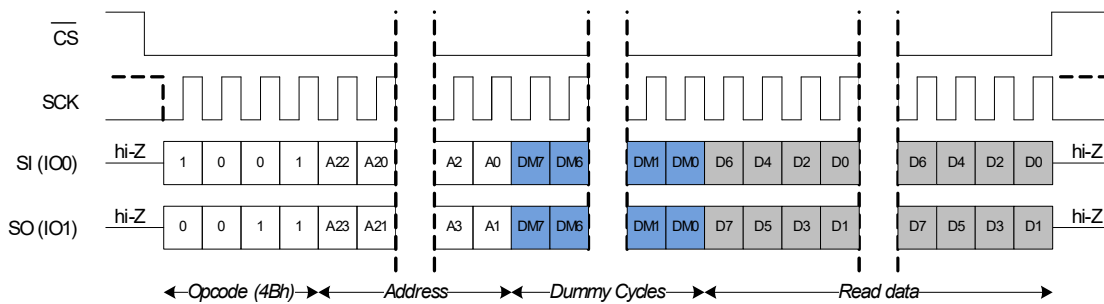 CS
SCK
SI (IO0) hi-Z 1 0 0 1 A22 A20 A2 A0 DM7 DM6 DM1 DM0 D6 D4 D2 D0 D6 D4 D2 D0 hi-Z
SO (IO1) hi-Z 0 0 1 1 A23 A21 A3 A1 DM7 DM6 DM1 DM0 D7 D5 D3 D1 D7 D5 D3 D1 hi-Z
Opcode (4Bh) Address Dummy Cycles Read data